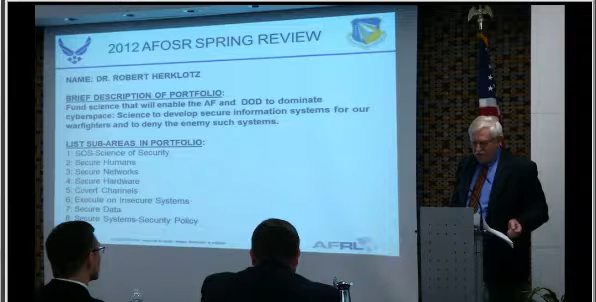 2012 AFOSR SPRING REVIEW
NAME: DR. ROBERT HERKLOTZ
BRIEF DESCRIPTION OF PORTFOLIO:
Fund science that will enable the AF and DOD to dominate
cyberspace: Science to develop secure information systems for our
warfighters and to deny the enemy such systems.
LIST SUB-AREAS IN PORTFOLIO:
1: SOS-Science of Security
2: Secure Humans
3: Secure Networks
4: Secure Hardware
5: Covert Channels
6: Execute on Insecure Systems
7: Secure Data
8: Secure Systems-Security Policy
AFRL